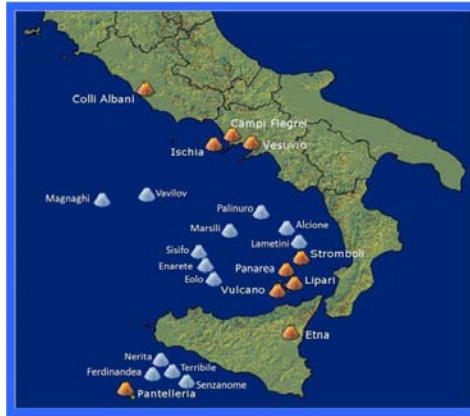 Colli Albani
Campi Flegrei
Ischia
Vesuvio
Magnaghi
Vavilov
Palinuro
Marsili
Alcione
Lametini
Sisifo
Stromboli
Enarete
Panarea
Eolo
Lipari
Vulcano
Etna
Nerita
Ferdinandea
Terribile
Senzanome
Pantelleria